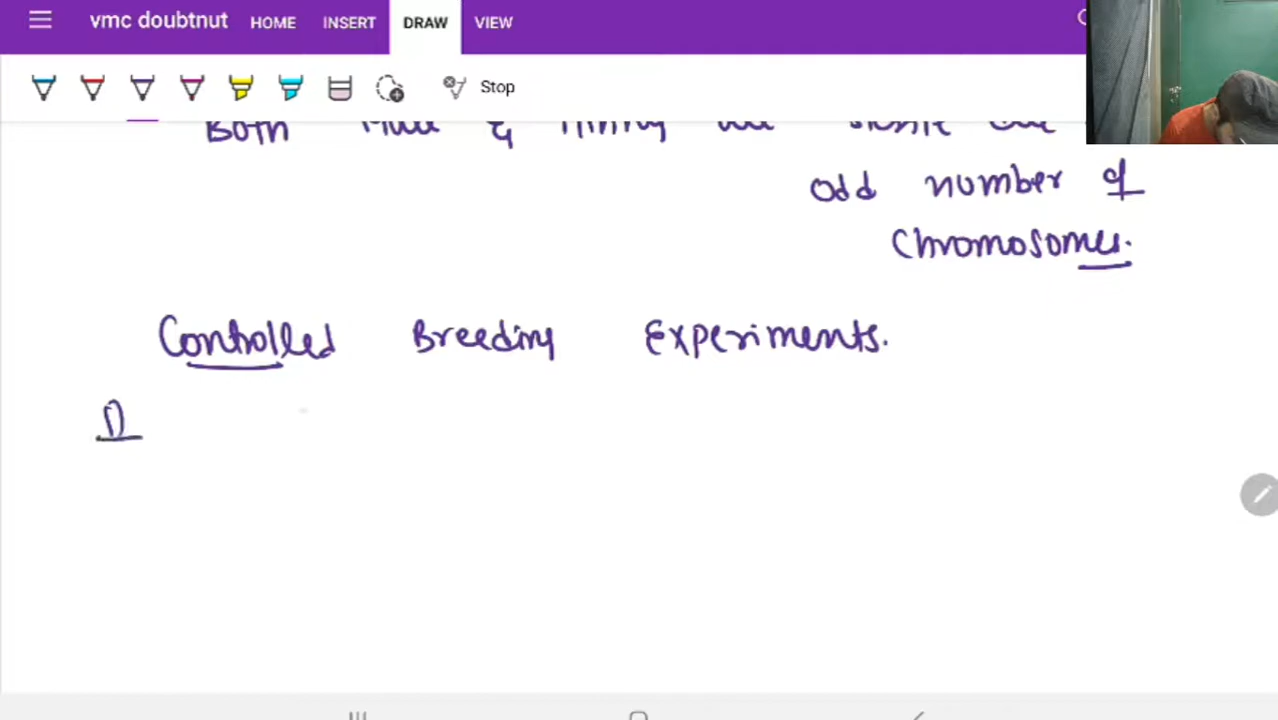 vmc doubtnut HOME INSERT DRAW VIEW
Stop
Both
odd number of
Chromosomes.
Controlled Breeding Experiments.